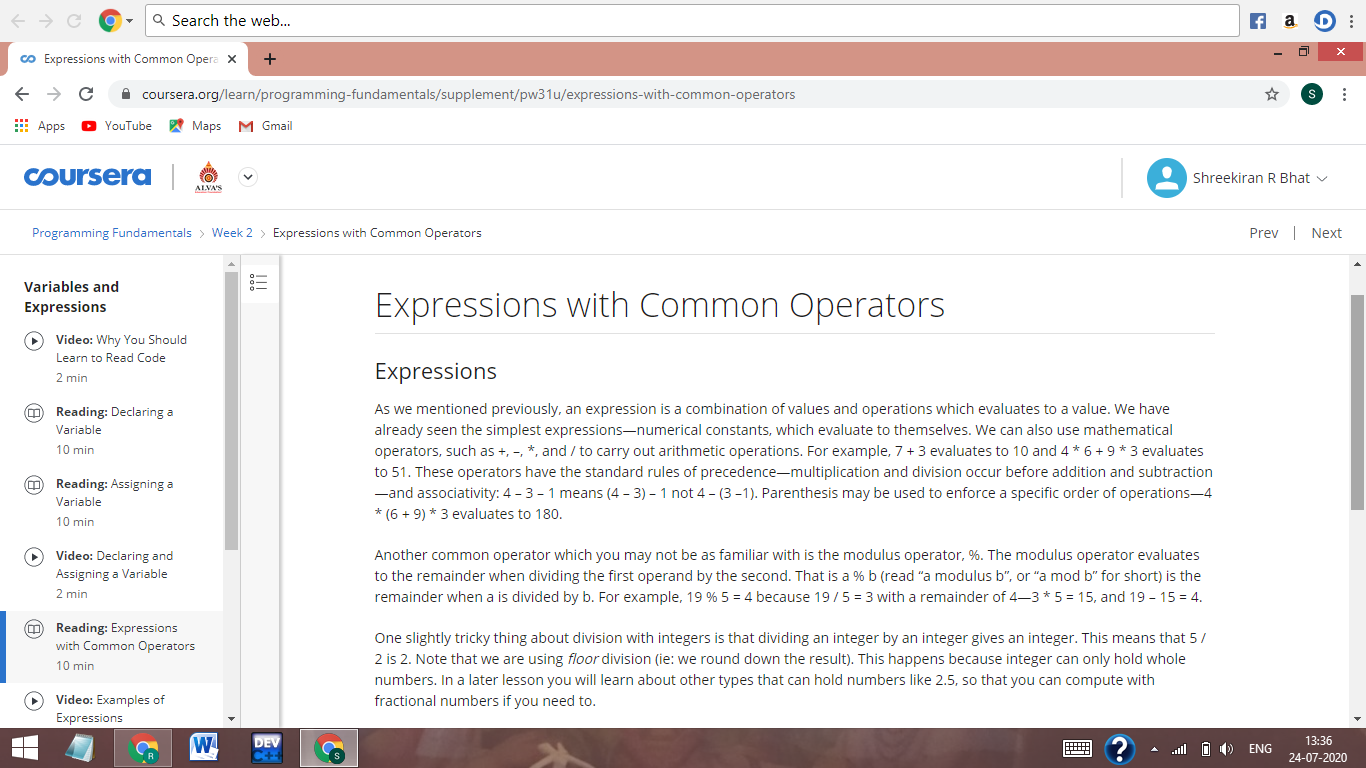 Search the web...
Expressions with Common Opera
coursera.org/learn/programming-fundamentals/supplement/pw31u/expressions-with-common-operators
S
Apps YouTube Maps Gmail
coursera
ALVA'S
Shreekiran R Bhat
Programming Fundamentals > Week 2 > Expressions with Common Operators
Prev | Next
Variables and
Expressions
Video: Why You Should
Learn to Read Code
2 min
Reading: Declaring a
Variable
10 min
Reading: Assigning a
Variable
10 min
Video: Declaring and
Assigning a Variable
2 min
Reading: Expressions
with Common Operators
10 min
Video: Examples of
Expressions
Expressions with Common Operators
Expressions
As we mentioned previously, an expression is a combination of values and operations which evaluates to a value. We have
already seen the simplest expressions—numerical constants, which evaluate to themselves. We can also use mathematical
operators, such as +, –, *, and / to carry out arithmetic operations. For example, 7 + 3 evaluates to 10 and 4 * 6 + 9 * 3 evaluates
to 51. These operators have the standard rules of precedence—multiplication and division occur before addition and subtraction
—and associativity: 4 – 3 – 1 means (4 – 3) – 1 not 4 – (3 –1). Parenthesis may be used to enforce a specific order of operations—4
* (6 + 9) * 3 evaluates to 180.
Another common operator which you may not be as familiar with is the modulus operator, %. The modulus operator evaluates
to the remainder when dividing the first operand by the second. That is a % b (read “a modulus b”, or “a mod b” for short) is the
remainder when a is divided by b. For example, 19 % 5 = 4 because 19 / 5 = 3 with a remainder of 4—3 * 5 = 15, and 19 – 15 = 4.
One slightly tricky thing about division with integers is that dividing an integer by an integer gives an integer. This means that 5 /
2 is 2. Note that we are using floor division (ie: we round down the result). This happens because integer can only hold whole
numbers. In a later lesson you will learn about other types that can hold numbers like 2.5, so that you can compute with
fractional numbers if you need to.
R
W
DEV
C++
S
ENG
13:36
24-07-2020